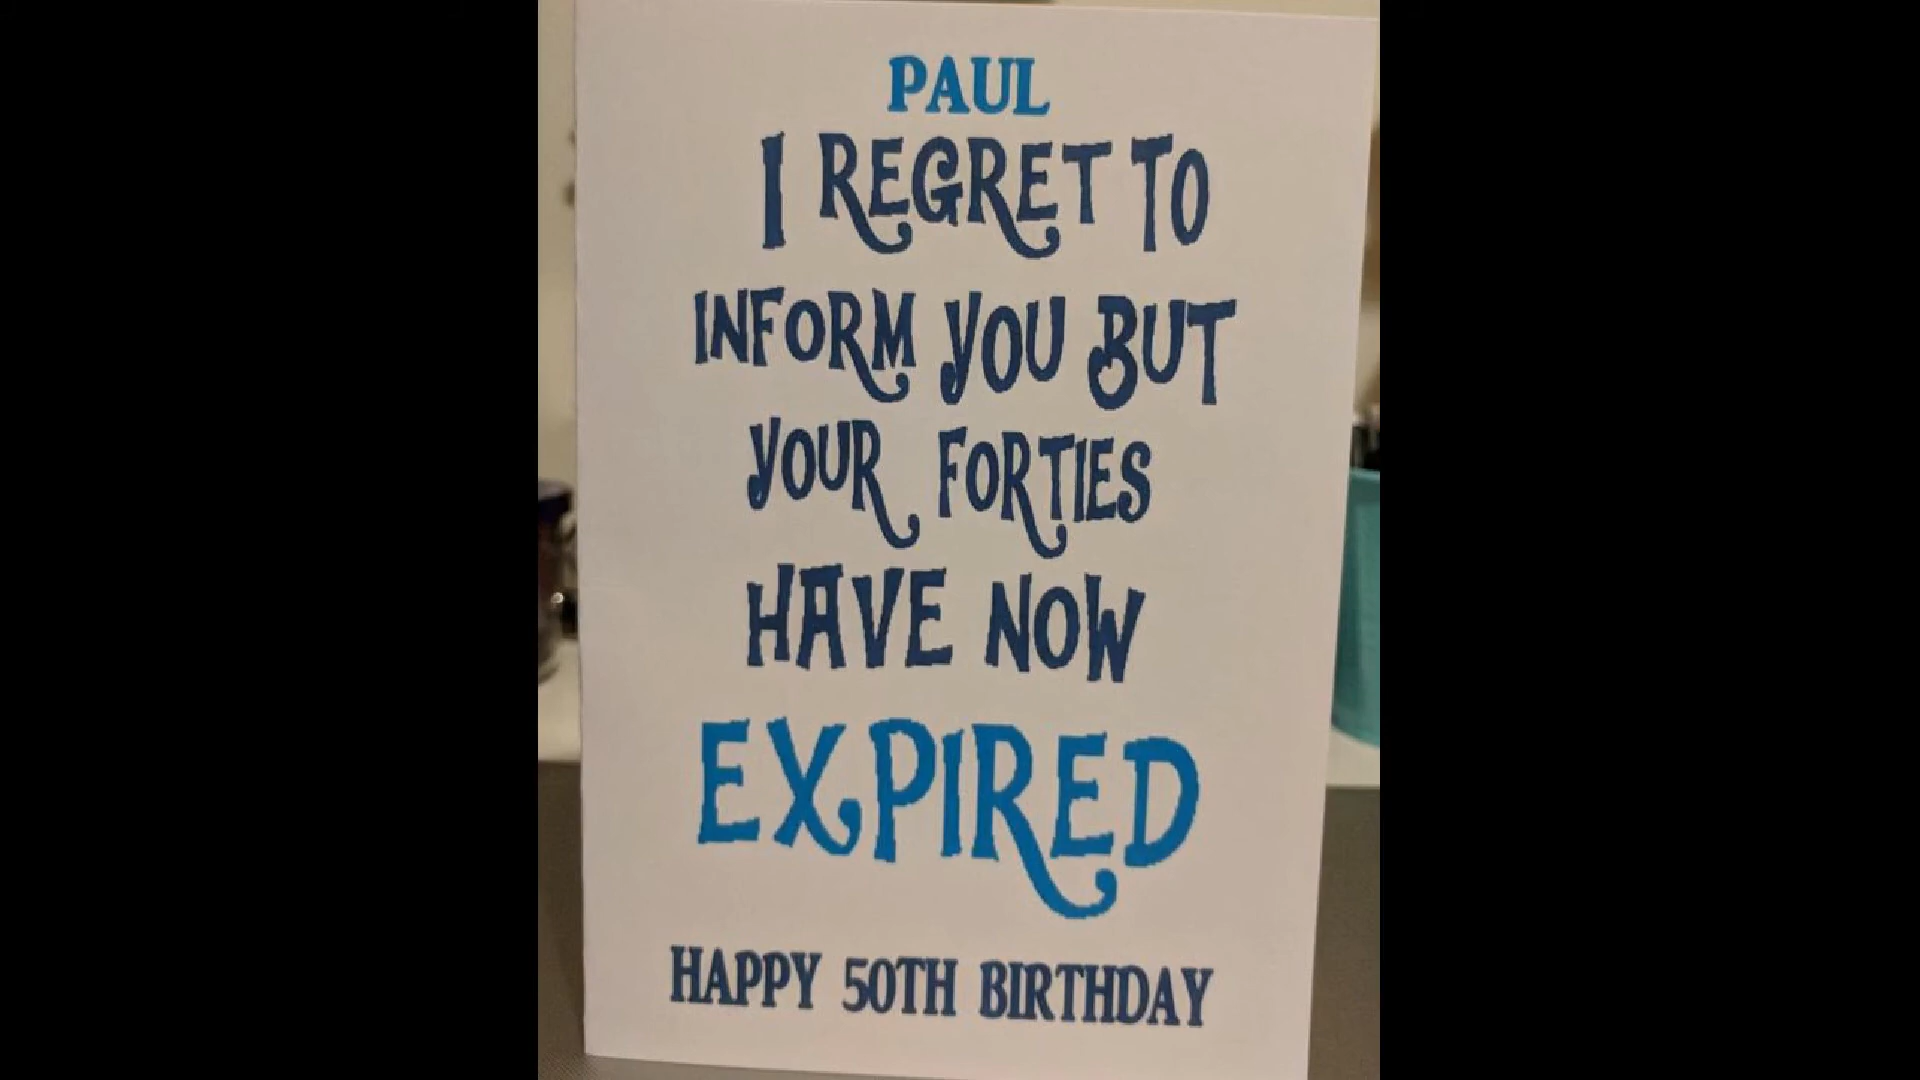 PAUL
I REGRET TO
INFORM YOU BUT
YOUR FORTIES
HAVE NOW
EXPIRED
HAPPY 50TH BIRTHDAY